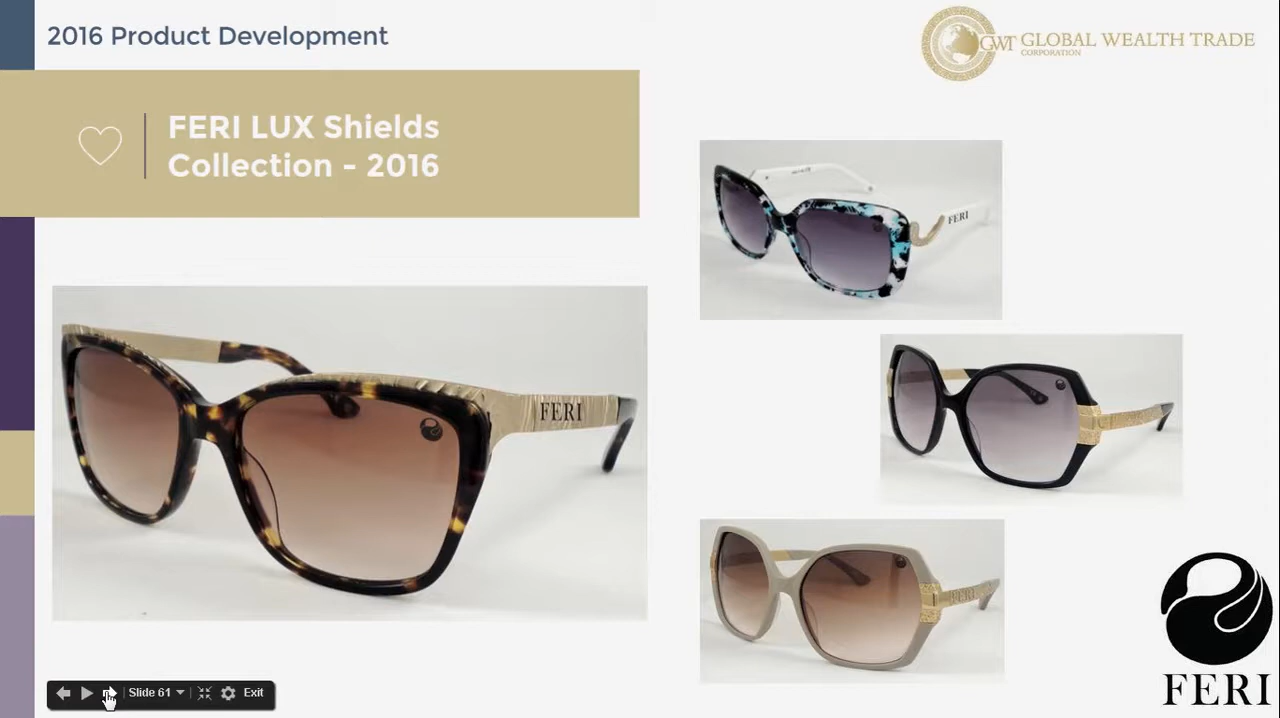 2016 Product Development
GWT GLOBAL WEALTH TRADE
CORPORATION
FERI LUX Shields
Collection - 2016
FERI
FERI
FERI
FERI
Slide 61
Exit